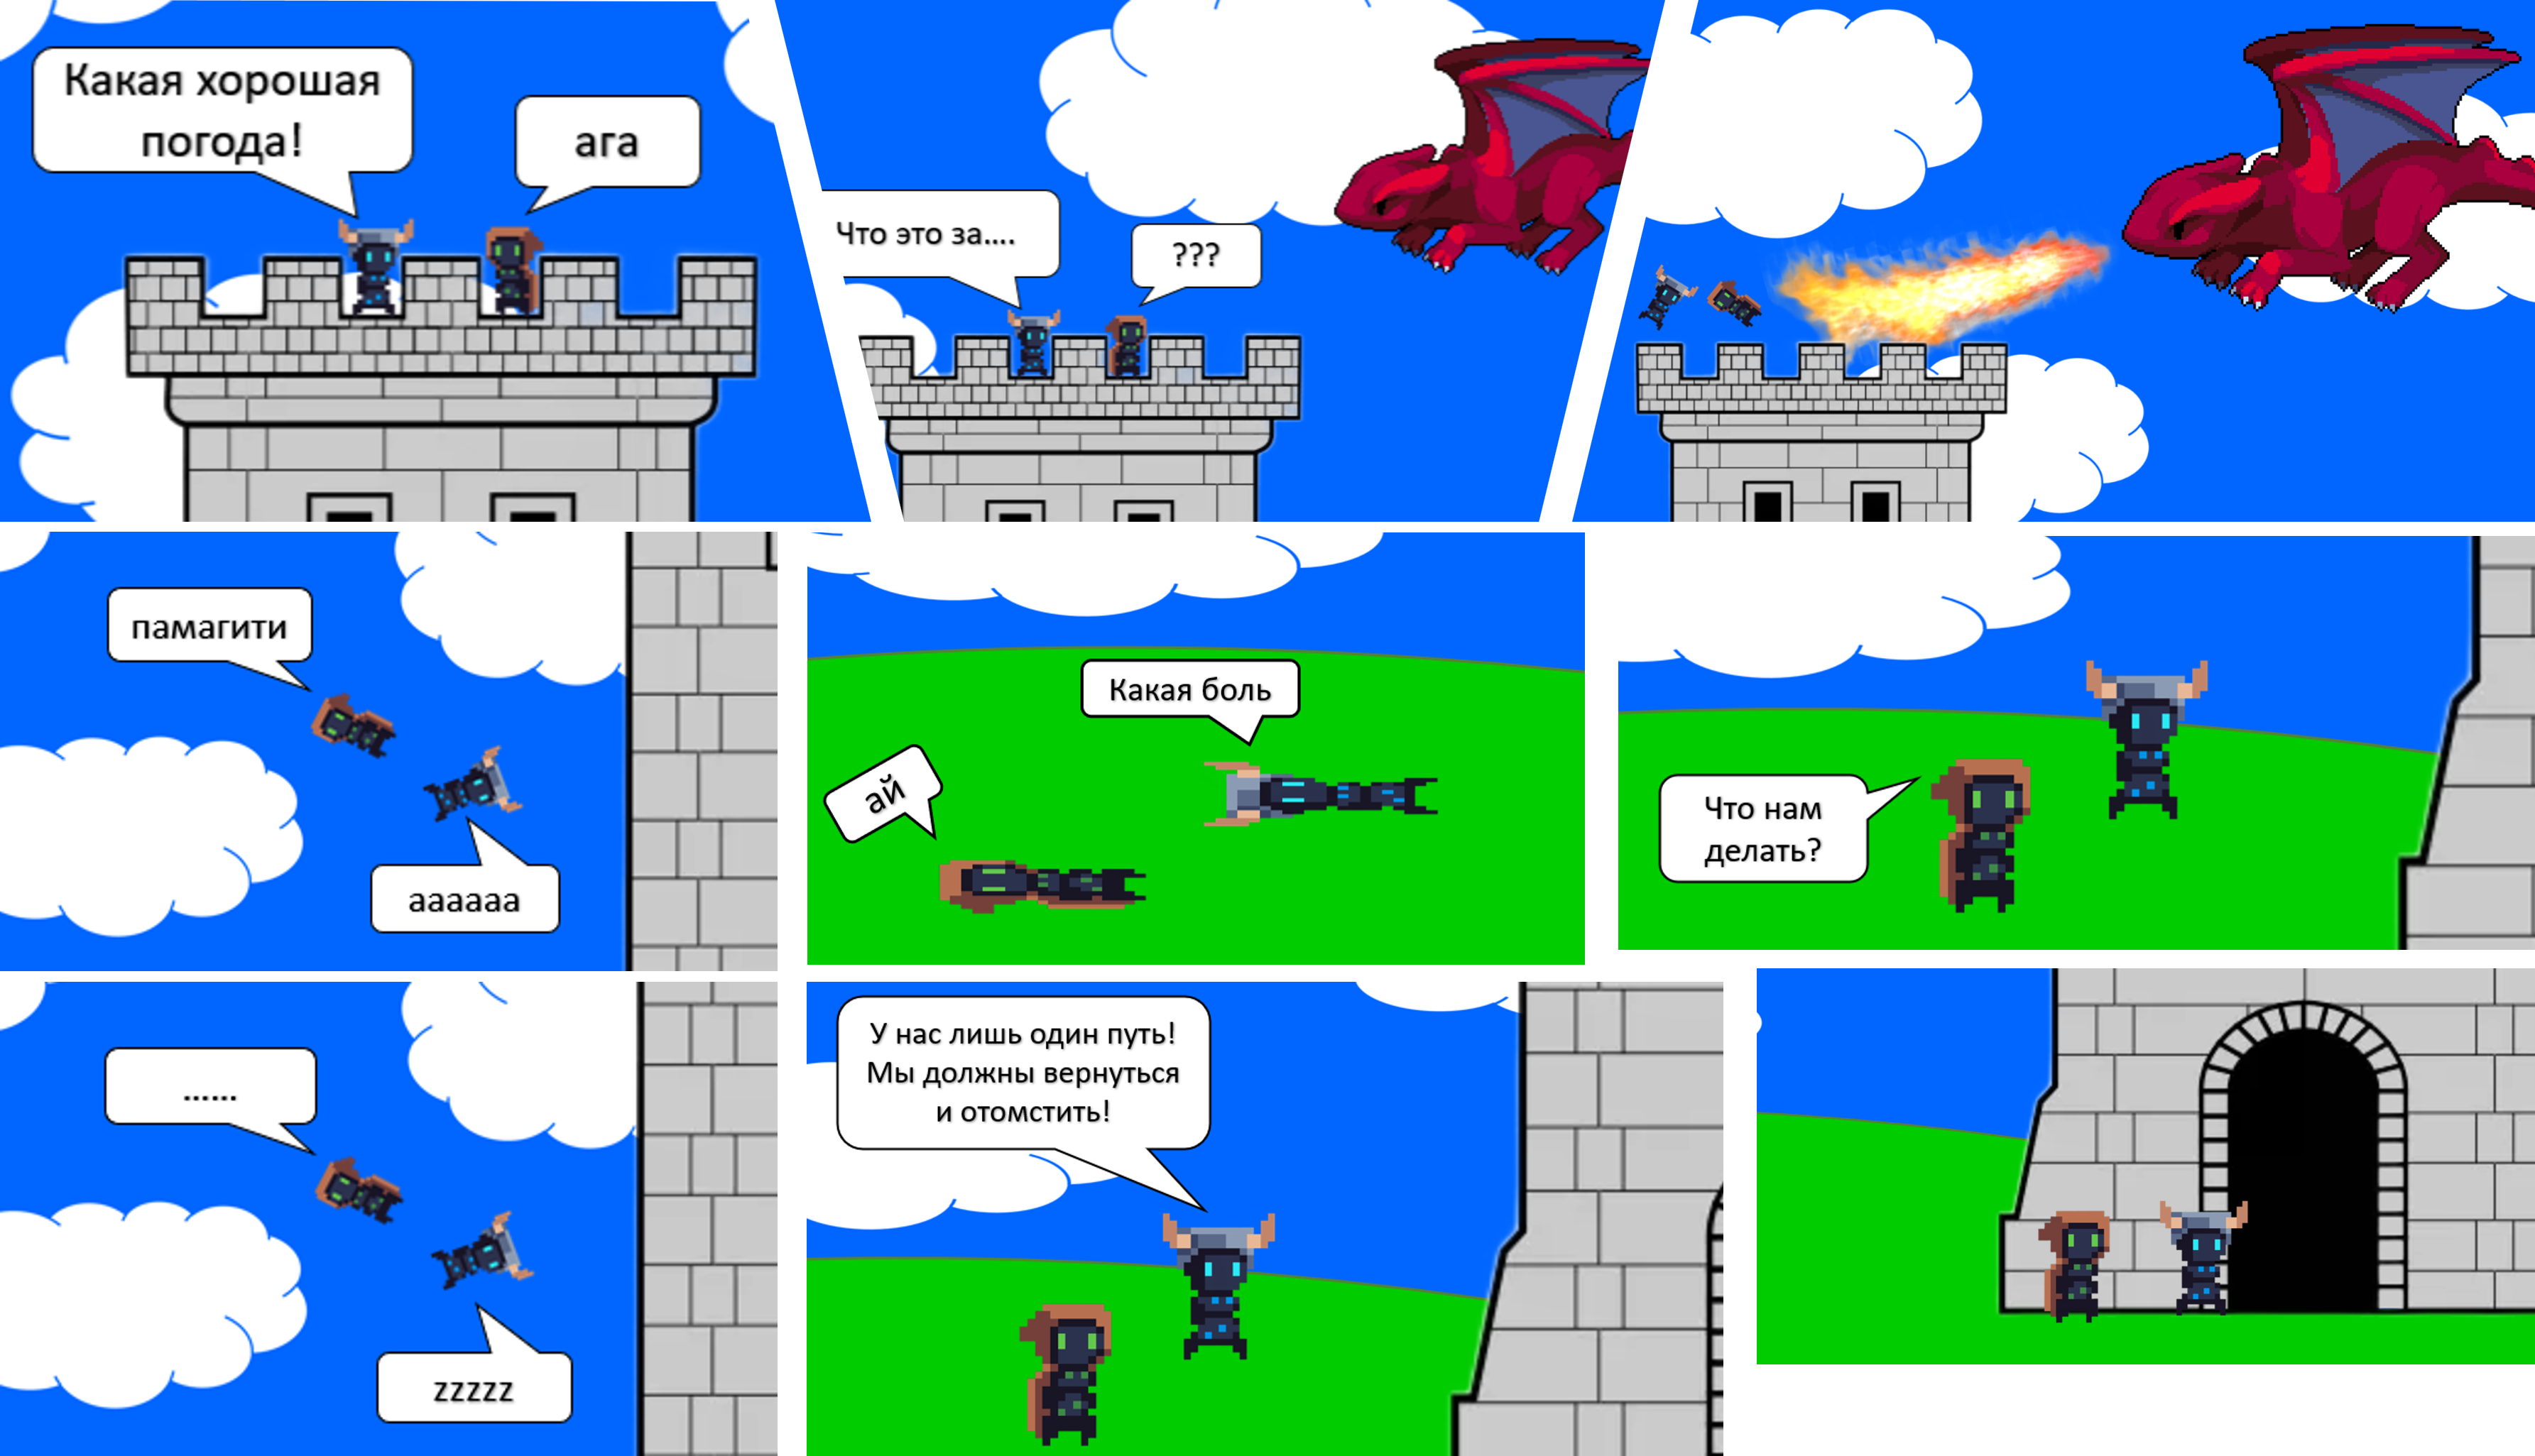 Какая хорошая
погода!
ага
Что это за....
???
памагити
аааааа
Какая боль
ай
Что нам
делать?
......
zzzzz
У нас лишь один путь!
Мы должны вернуться
и отомстить!